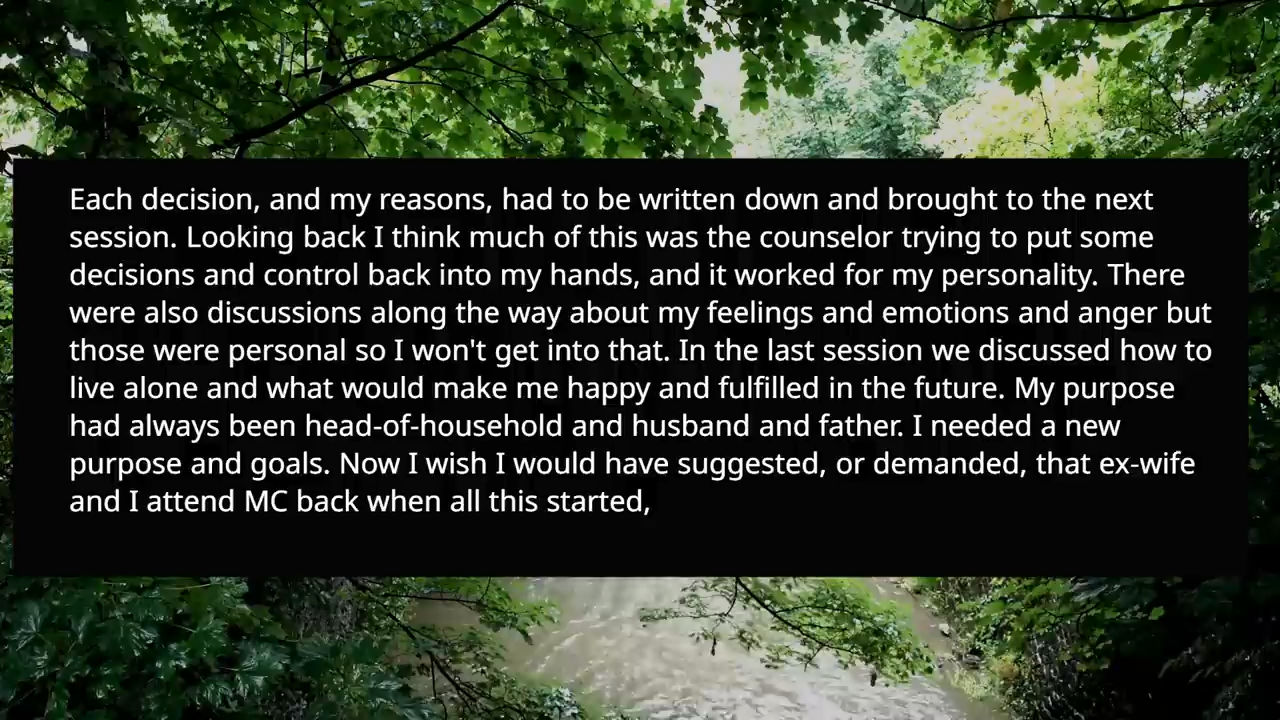 Each decision, and my reasons, had to be written down and brought to the next
session. Looking back I think much of this was the counselor trying to put some
decisions and control back into my hands, and it worked for my personality. There
were also discussions along the way about my feelings and emotions and anger but
those were personal so I won't get into that. In the last session we discussed how to
live alone and what would make me happy and fulfilled in the future. My purpose
had always been head-of-household and husband and father. I needed a new
purpose and goals. Now I wish I would have suggested, or demanded, that ex-wife
and I attend MC back when all this started,